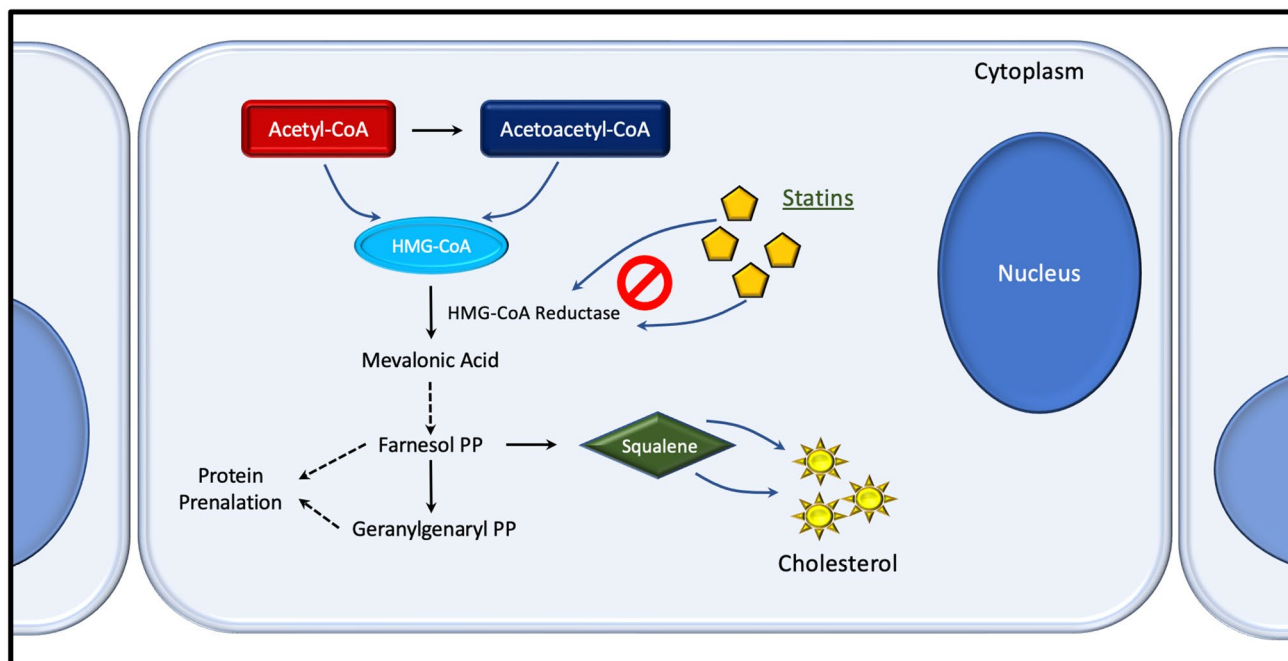 Cytoplasm
Acetyl-CoA
Acetoacetyl-CoA
Statins
HMG-CoA
Nucleus
HMG-CoA Reductase
Mevalonic Acid
Farnesol PP
Squalene
Protein
Prenalation
Geranylgenaryl PP
Cholesterol